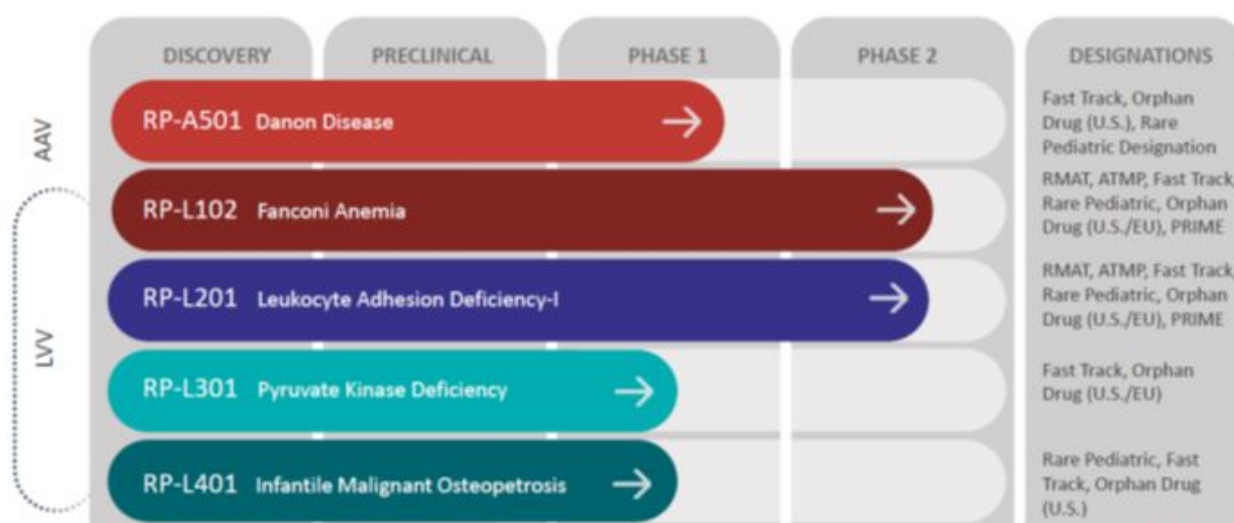 DISCOVERY PRECLINICAL PHASE 1 PHASE 2 DESIGNATIONS
AAV
RP-A501 Danon Disease
Fast Track, Orphan
Drug (U.S.), Rare
Pediatric Designation
LVV
RP-L102 Fanconi Anemia
RMAT, ATMP, Fast Track,
Rare Pediatric, Orphan
Drug (U.S./EU), PRIME
RP-L201 Leukocyte Adhesion Deficiency-I
RMAT, ATMP, Fast Track,
Rare Pediatric, Orphan
Drug (U.S./EU), PRIME
RP-L301 Pyruvate Kinase Deficiency
Fast Track, Orphan
Drug (U.S./EU)
RP-L401 Infantile Malignant Osteopetrosis
Rare Pediatric, Fast
Track, Orphan Drug
(U.S.)